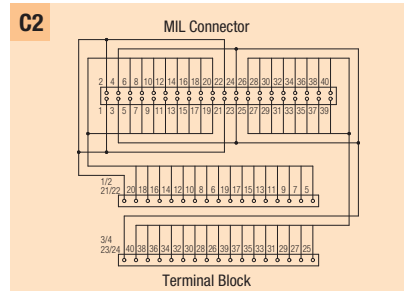 C2
MIL Connector
2 4 6 8 10 12 14 16 18 20 22 24 26 28 30 32 34 36 38 40
1 3 5 7 9 11 13 15 17 19 21 23 25 27 29 31 33 35 37 39
1/2
21/22 20 18 16 14 12 10 8 6 19 17 15 13 11 9 7 5
3/4
23/24 40 38 36 34 32 30 28 26 39 37 35 33 31 29 27 25
Terminal Block